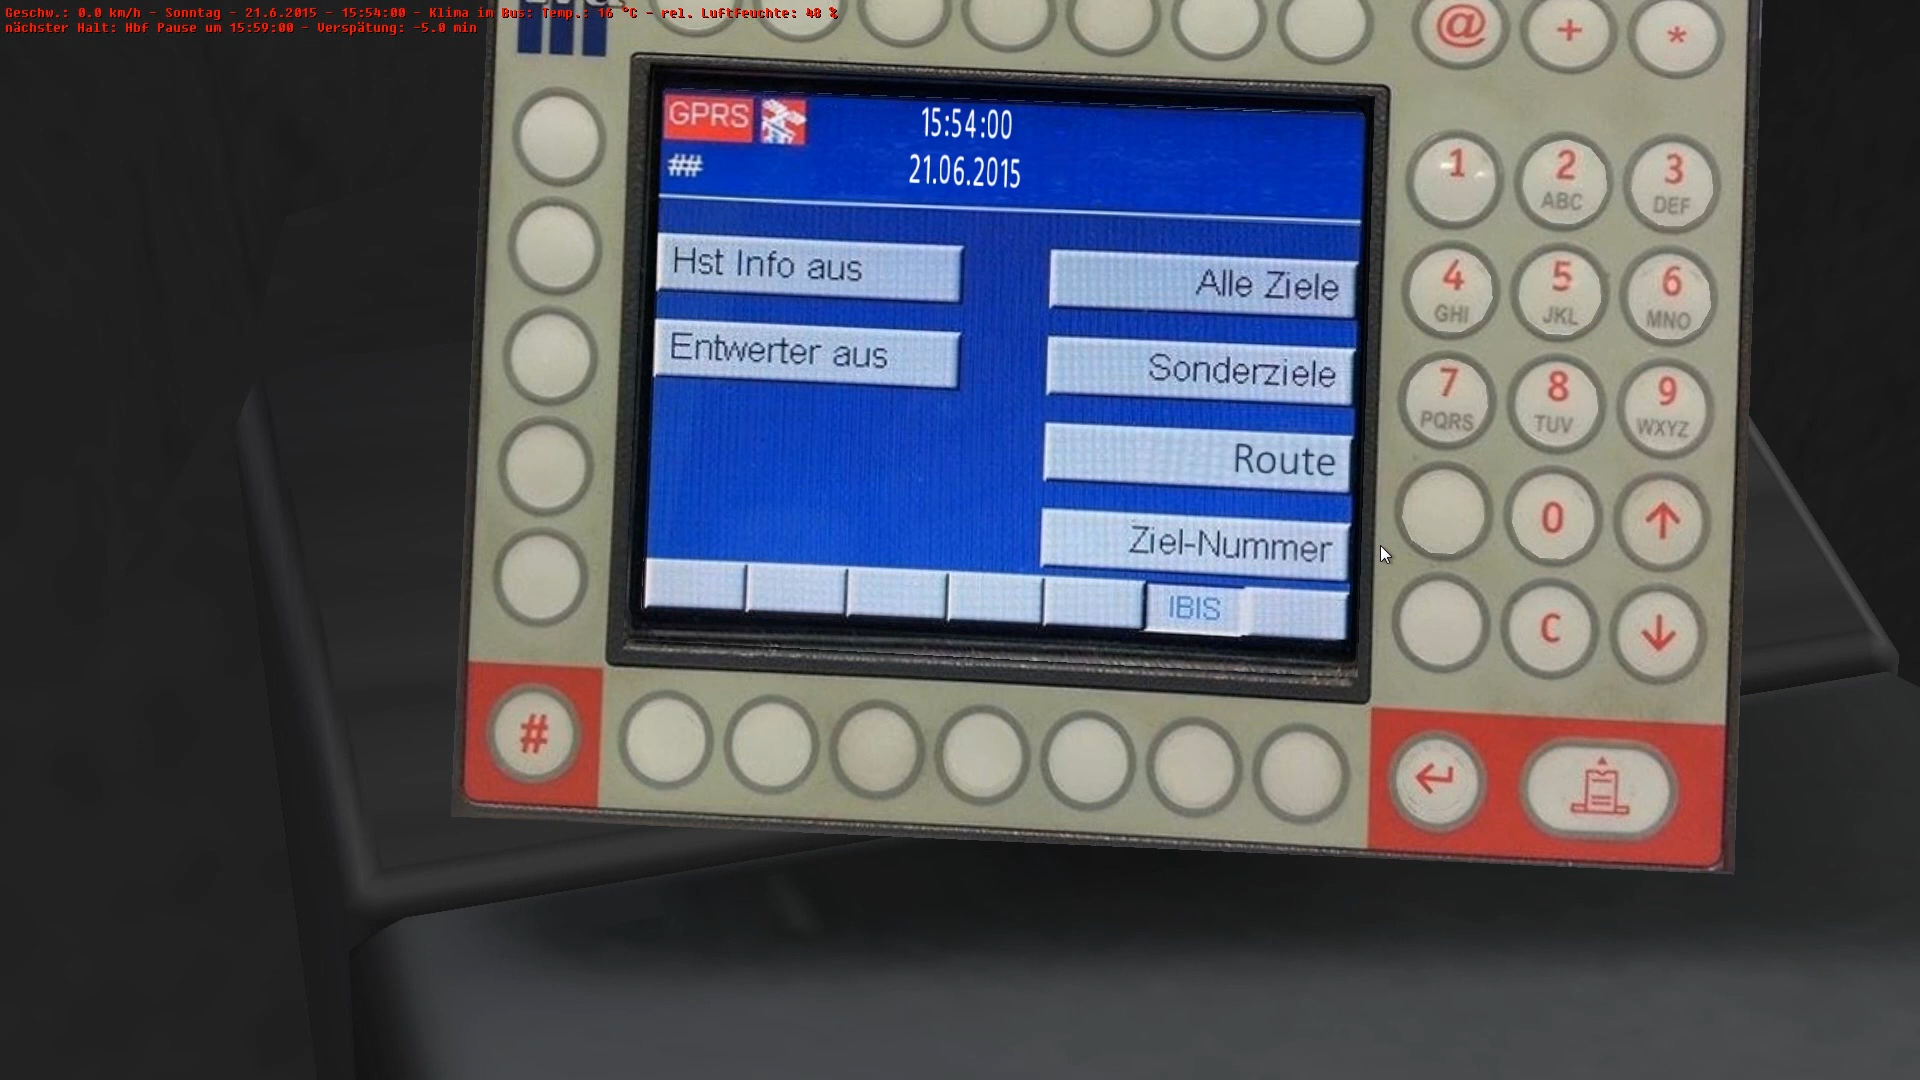 Geschw.: 0.0 km/h - Sonntag - 21.6.2015 - 15:54:00 - Klima im Bus: Temp.: 16 °C - rel. Luftfeuchte: 48 %
nächster Halt: Hbf Pause um 15:59:00 - Verspätung: -5.0 min
@ + *
GPRS 15:54:00
## 21.06.2015
Hst Info aus
Entwerter aus
Alle Ziele
Sonderziele
Route
Ziel-Nummer
IBIS
1 2 ABC 3 DEF
4 GHI 5 JKL 6 MNO
7 PQRS 8 TUV 9 WXYZ
0 ↑
C ↓
# ↵